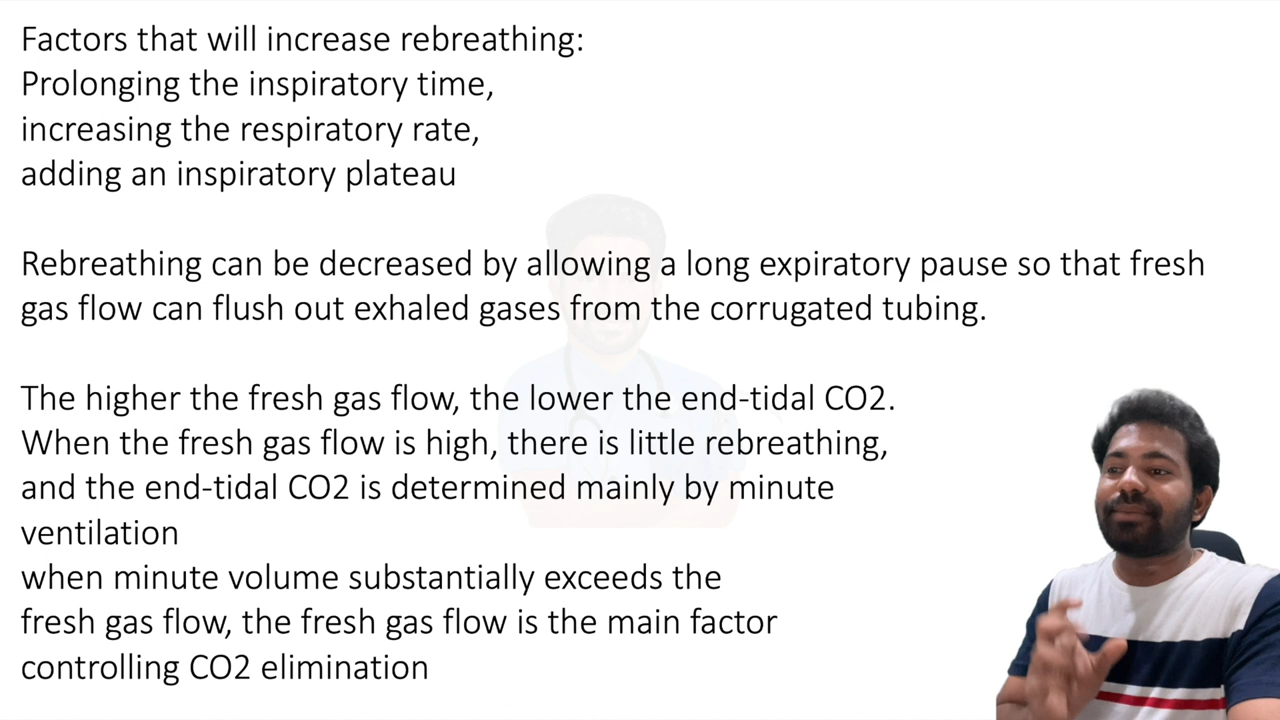 Factors that will increase rebreathing:
Prolonging the inspiratory time,
increasing the respiratory rate,
adding an inspiratory plateau
Rebreathing can be decreased by allowing a long expiratory pause so that fresh
gas flow can flush out exhaled gases from the corrugated tubing.
The higher the fresh gas flow, the lower the end-tidal CO2.
When the fresh gas flow is high, there is little rebreathing,
and the end-tidal CO2 is determined mainly by minute
ventilation
when minute volume substantially exceeds the
fresh gas flow, the fresh gas flow is the main factor
controlling CO2 elimination